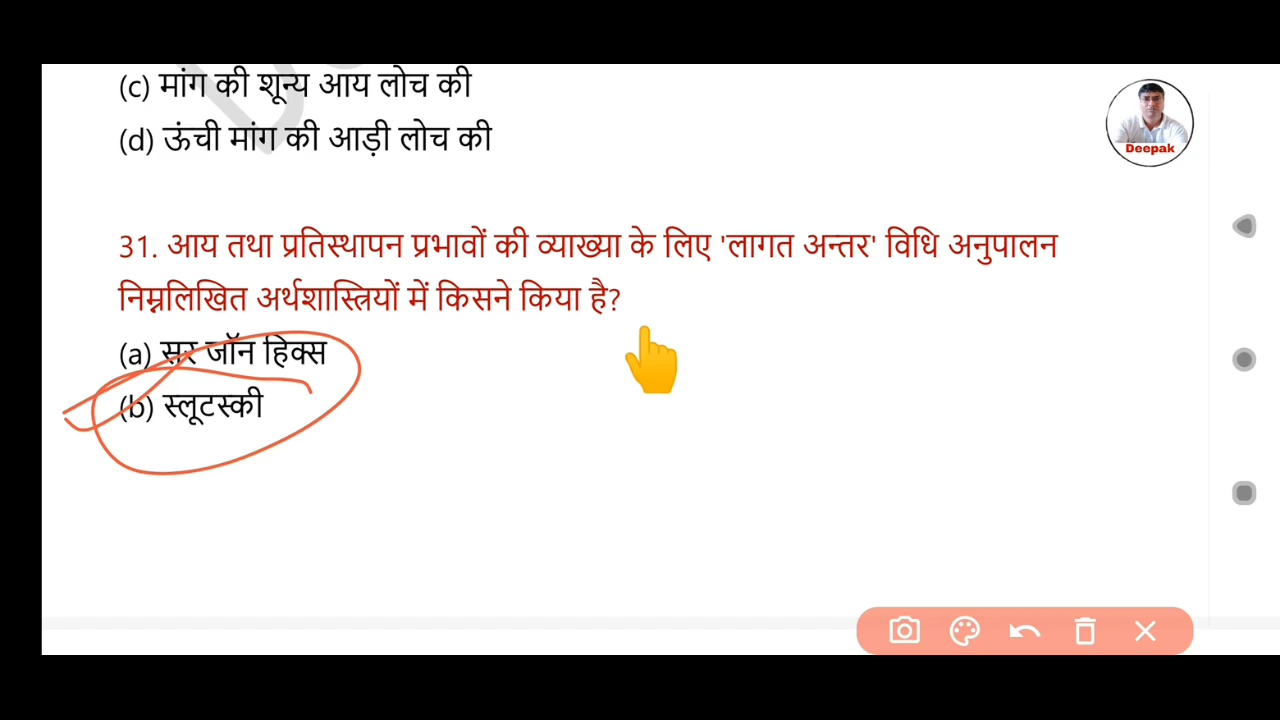 (c) मांग की शून्य आय लोच की
(d) ऊंची मांग की आड़ी लोच की
Deepak
31. आय तथा प्रतिस्थापन प्रभावों की व्याख्या के लिए 'लागत अन्तर' विधि अनुपालन
निम्नलिखित अर्थशास्त्रियों में किसने किया है?
(a) सर जॉन हिक्स
(b) स्लूटस्की